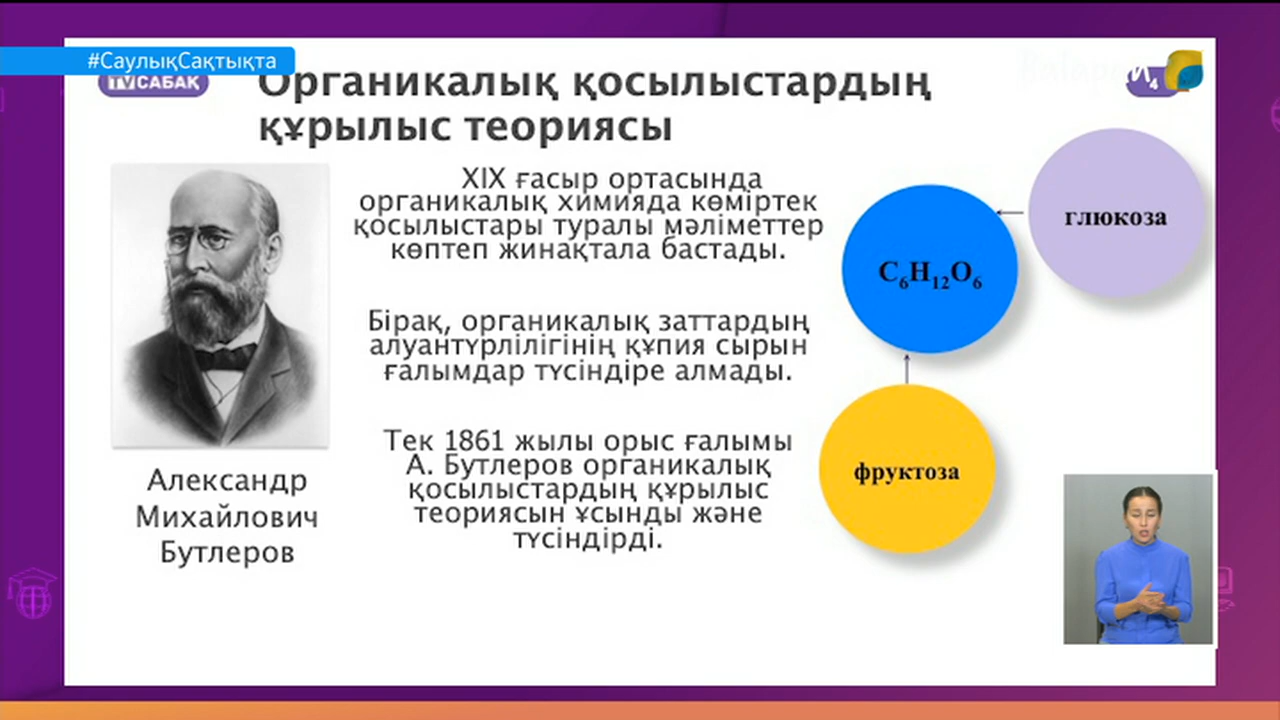 #СаулықСақтықта
TVСАБАҚ
Органикалық қосылыстардың
құрылыс теориясы
XIX ғасыр ортасында
органикалық химияда көміртек
қосылыстары туралы мәліметтер
көптеп жинақтала бастады.
Бірақ, органикалық заттардың
алуантүрлілігінің құпия сырын
ғалымдар түсіндіре алмады.
Тек 1861 жылы орыс ғалымы
А. Бутлеров органикалық
қосылыстардың құрылыс
теориясын ұсынды және
түсіндірді.
Александр
Михайлович
Бутлеров
глюкоза
C₆H₁₂O₆
фруктоза
4